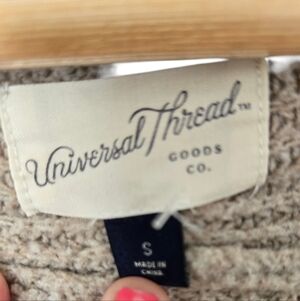 Universal Thread™
GOODS
CO.
S
MADE IN
CHINA